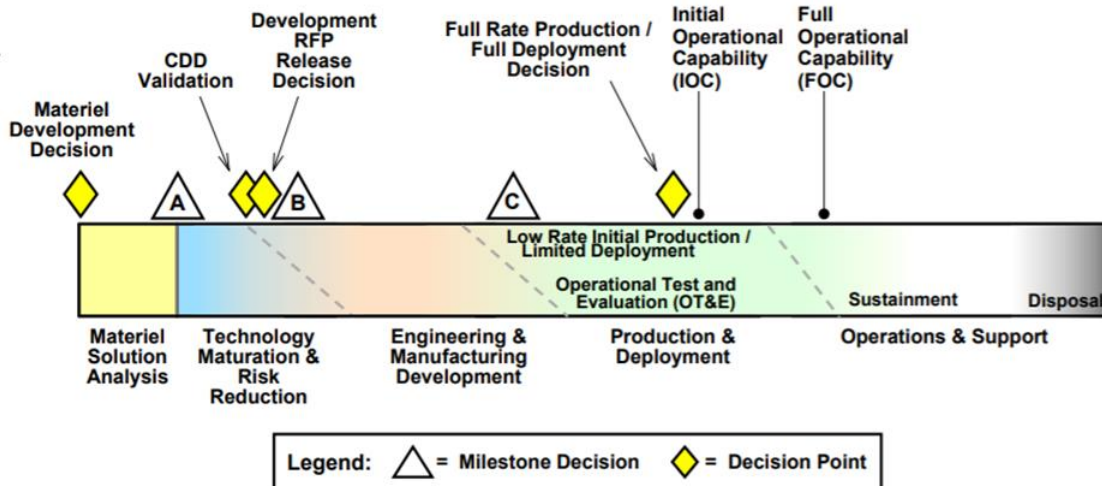 Materiel
Development
Decision
CDD
Validation
Development
RFP
Release
Decision
Full Rate Production /
Full Deployment
Decision
Initial
Operational
Capability
(IOC)
Full
Operational
Capability
(FOC)
A
B
C
Low Rate Initial Production /
Limited Deployment
Operational Test and
Evaluation (OT&E)
Sustainment
Disposal
Materiel
Solution
Analysis
Technology
Maturation &
Risk
Reduction
Engineering &
Manufacturing
Development
Production &
Deployment
Operations & Support
Legend: = Milestone Decision = Decision Point